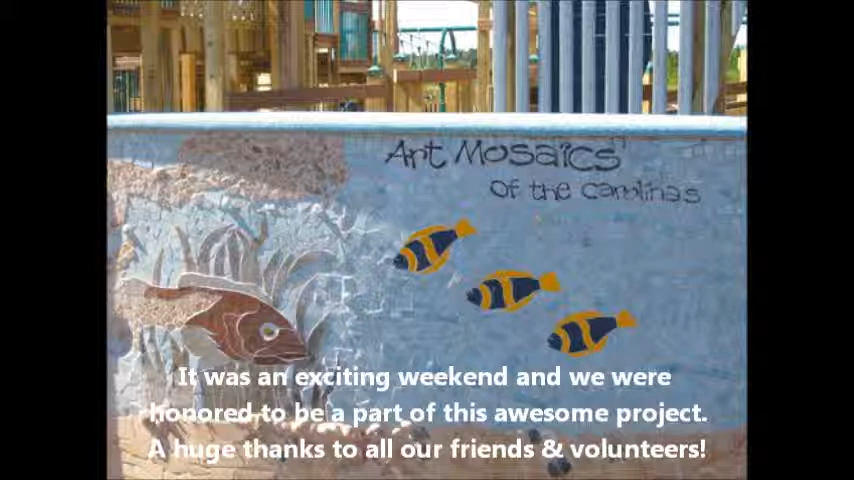 Art Mosaics
Of the Carolinas
It was an exciting weekend and we were
honored to be a part of this awesome project.
A huge thanks to all our friends & volunteers!